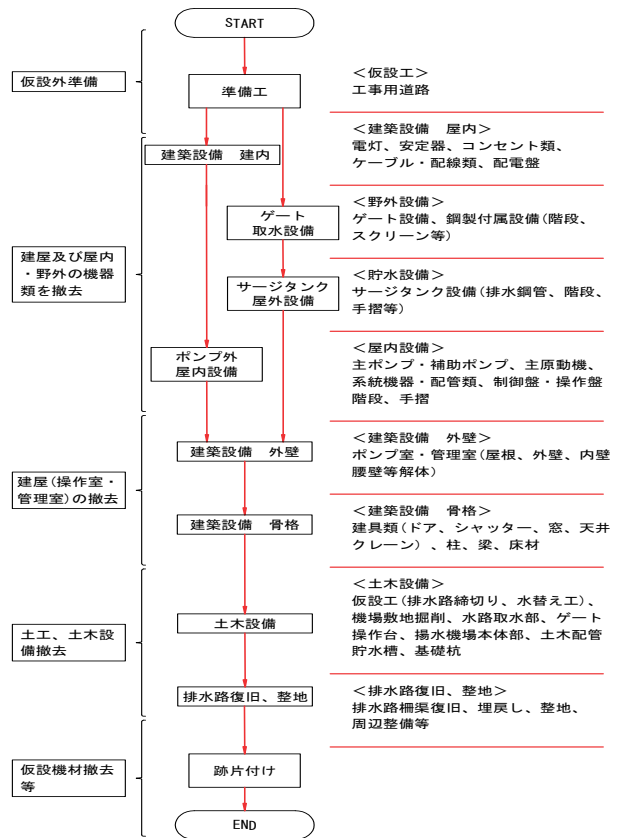 START
仮設外準備
準備工
＜仮設工＞
工事用道路
建築設備　建内
＜建築設備　屋内＞
電灯、安定器、コンセント類、
ケーブル・配線類、配電盤
建屋及び屋内
・野外の機器
類を撤去
ゲート
取水設備
＜野外設備＞
ゲート設備、鋼製付属設備(階段、
スクリーン等)
サージタンク
屋外設備
＜貯水設備＞
サージタンク設備(排水鋼管、階段、
手摺等)
ポンプ外
屋内設備
＜屋内設備＞
主ポンプ・補助ポンプ、主原動機、
系統機器・配管類、制御盤・操作盤
階段、手摺
建屋(操作室・
管理室)の撤去
建築設備　外壁
＜建築設備　外壁＞
ポンプ室・管理室(屋根、外壁、内壁
腰壁等解体)
建築設備　骨格
＜建築設備　骨格＞
建具類(ドア、シャッター、窓、天井
クレーン)、柱、梁、床材
土工、土木設
備撤去
土木設備
＜土木設備＞
仮設工(排水路締切り、水替え工)、
機場敷地掘削、水路取水部、ゲート
操作台、揚水機場本体部、土木配管
貯水槽、基礎杭
排水路復旧、整地
＜排水路復旧、整地＞
排水路柵渠復旧、埋戻し、整地、
周辺整備等
仮設機材撤去
等
跡片付け
END